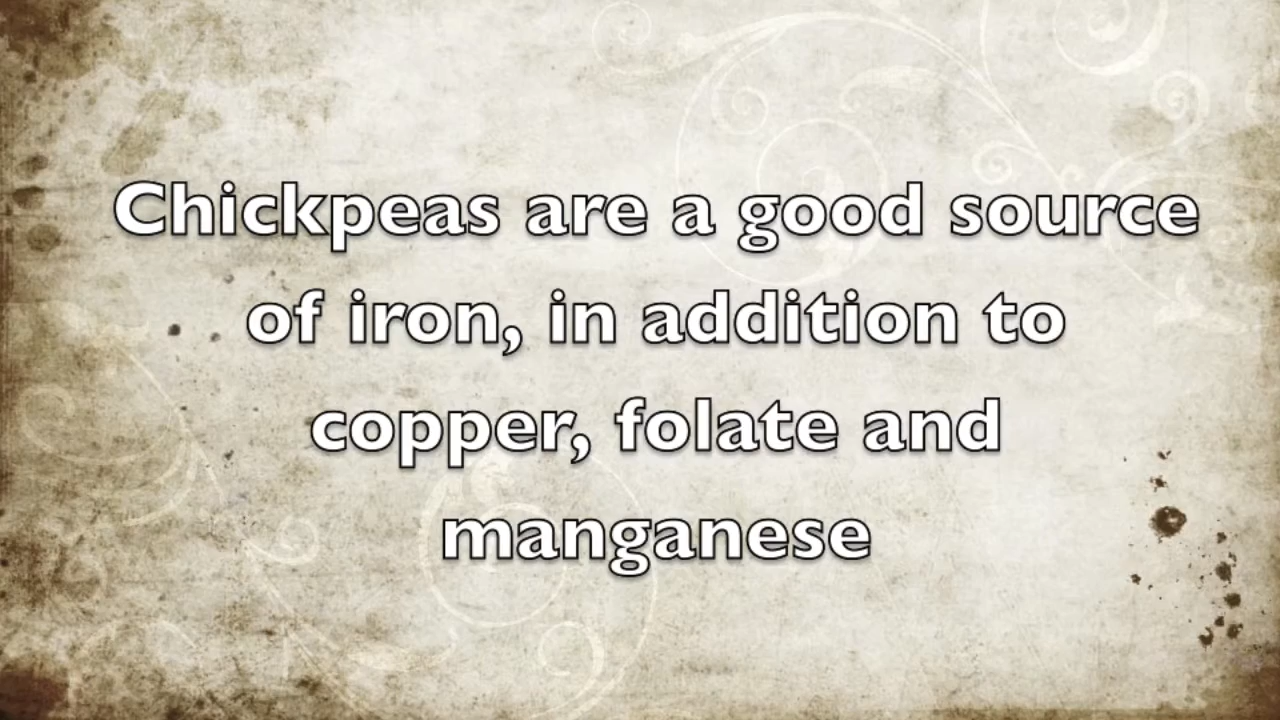 Chickpeas are a good source
of iron, in addition to
copper, folate and
manganese